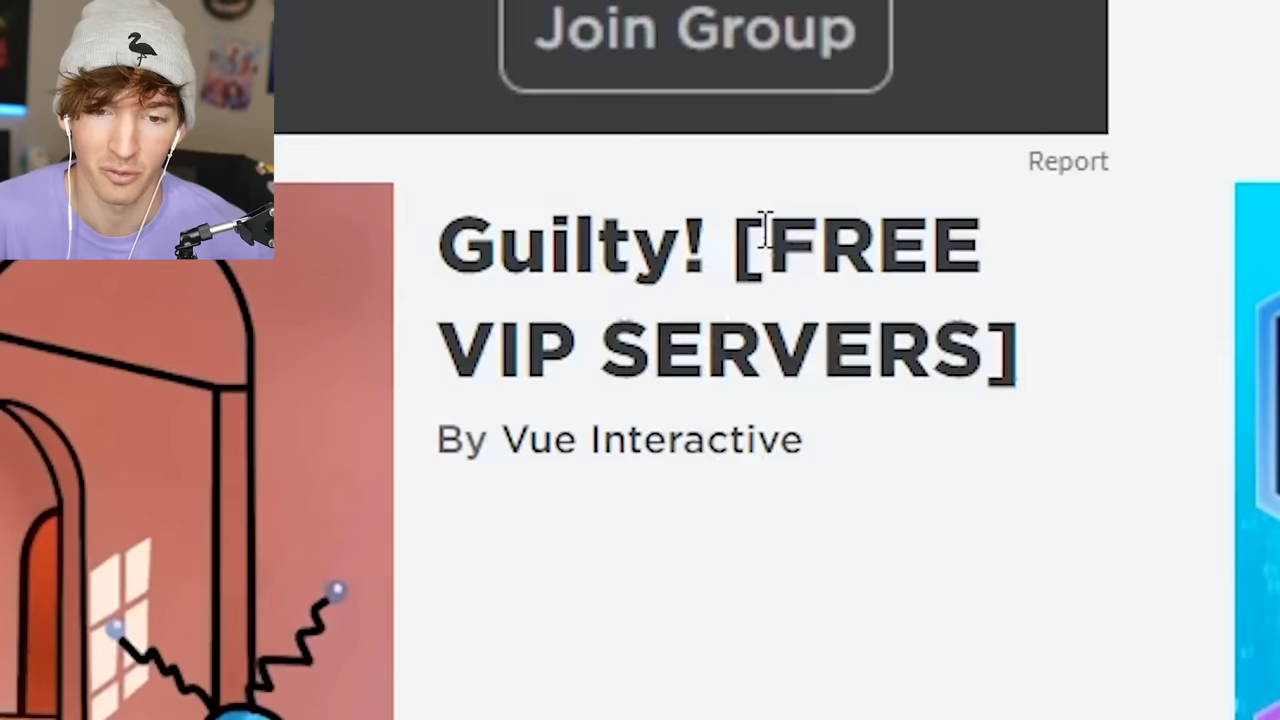 Join Group
Report
Guilty! [FREE
VIP SERVERS]
By Vue Interactive